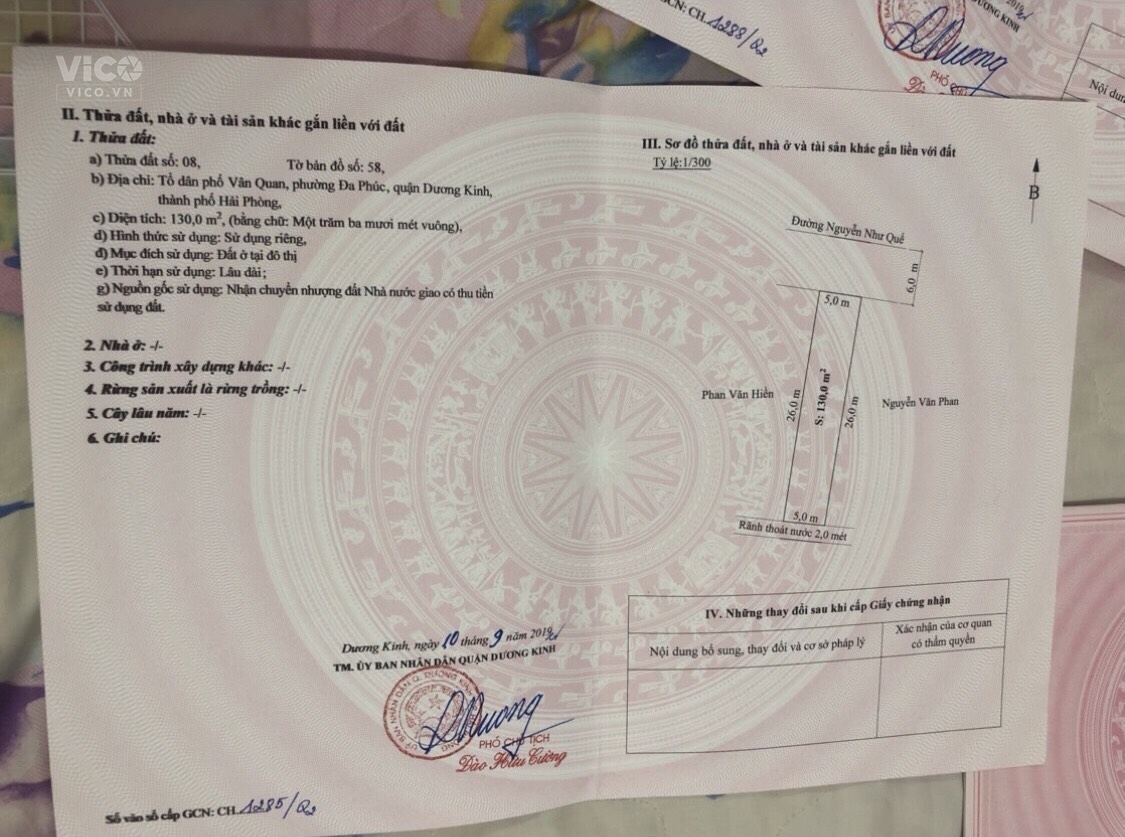 VICO
VICO.VN
GCN: CH.1288/Q2
PHÓ CHỦ
Nội dung
II. Thửa đất, nhà ở và tài sản khác gắn liền với đất
1. Thửa đất:
a) Thửa đất số: 08, Tờ bản đồ số: 58,
b) Địa chỉ: Tổ dân phố Vân Quan, phường Đa Phúc, quận Dương Kinh,
thành phố Hải Phòng,
c) Diện tích: 130,0 m², (bằng chữ: Một trăm ba mươi mét vuông),
d) Hình thức sử dụng: Sử dụng riêng,
đ) Mục đích sử dụng: Đất ở tại đô thị
e) Thời hạn sử dụng: Lâu dài;
g) Nguồn gốc sử dụng: Nhận chuyển nhượng đất Nhà nước giao có thu tiền
sử dụng đất.
2. Nhà ở: -/-
3. Công trình xây dựng khác: -/-
4. Rừng sản xuất là rừng trồng: -/-
5. Cây lâu năm: -/-
6. Ghi chú:
Dương Kinh, ngày 10 tháng 9 năm 2019
TM. ỦY BAN NHÂN DÂN QUẬN DƯƠNG KINH
PHÓ CHỦ TỊCH
Đào Hữu Cường
Số vào sổ cấp GCN: CH.1285/Q2
III. Sơ đồ thửa đất, nhà ở và tài sản khác gắn liền với đất
Tỷ lệ:1/300
B
Đường Nguyễn Như Quế
6,0 m
5,0 m
Phan Văn Hiền
26,0 m
S: 130,0 m²
26,0 m
Nguyễn Văn Phan
5,0 m
Rãnh thoát nước 2,0 mét
IV. Những thay đổi sau khi cấp Giấy chứng nhận
Nội dung bổ sung, thay đổi và cơ sở pháp lý
Xác nhận của cơ quan
có thẩm quyền